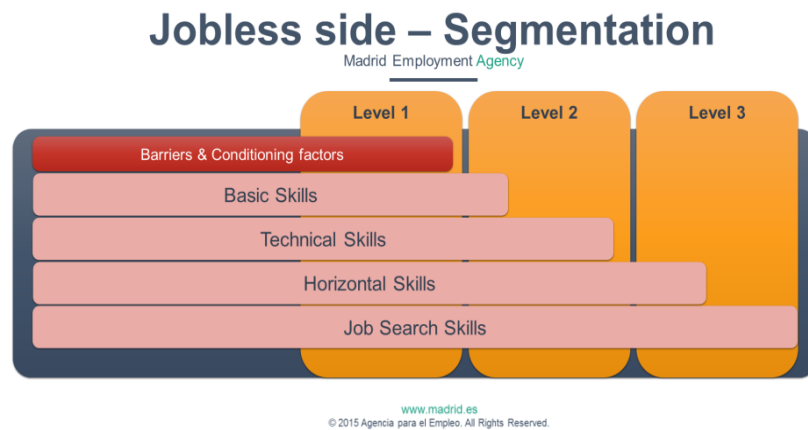 Jobless side – Segmentation
Madrid Employment Agency
Level 1
Level 2
Level 3
Barriers & Conditioning factors
Basic Skills
Technical Skills
Horizontal Skills
Job Search Skills
www.madrid.es
© 2015 Agencia para el Empleo. All Rights Reserved.